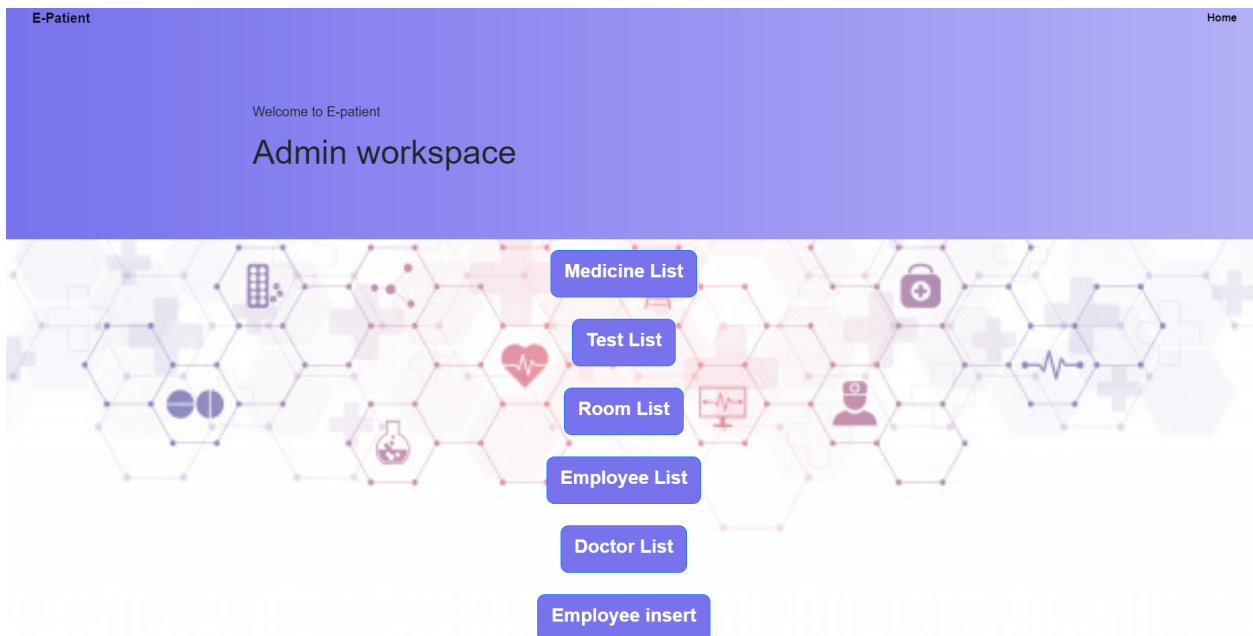 E-Patient
Home
Welcome to E-patient
Admin workspace
Medicine List
Test List
Room List
Employee List
Doctor List
Employee insert